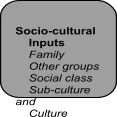 Socio-cultural
Inputs
Family
Other groups
Social class
Sub-culture
and
Culture